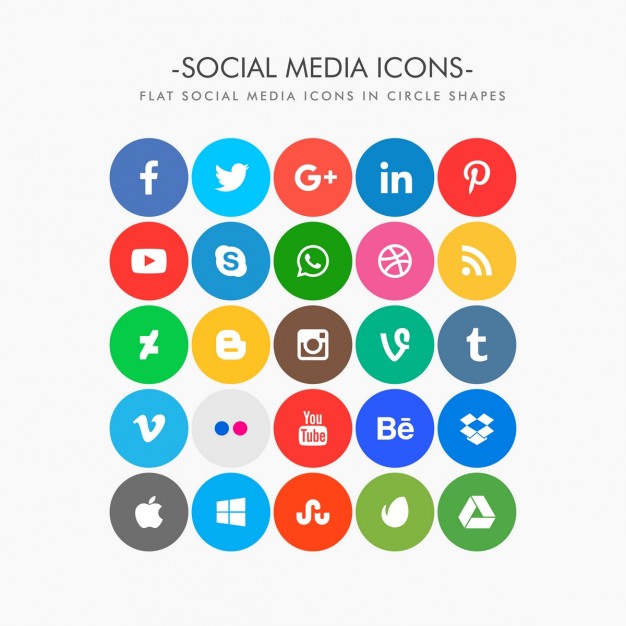 -SOCIAL MEDIA ICONS-
FLAT SOCIAL MEDIA ICONS IN CIRCLE SHAPES
f G+ in P
S
B t
V You
Tube Bē